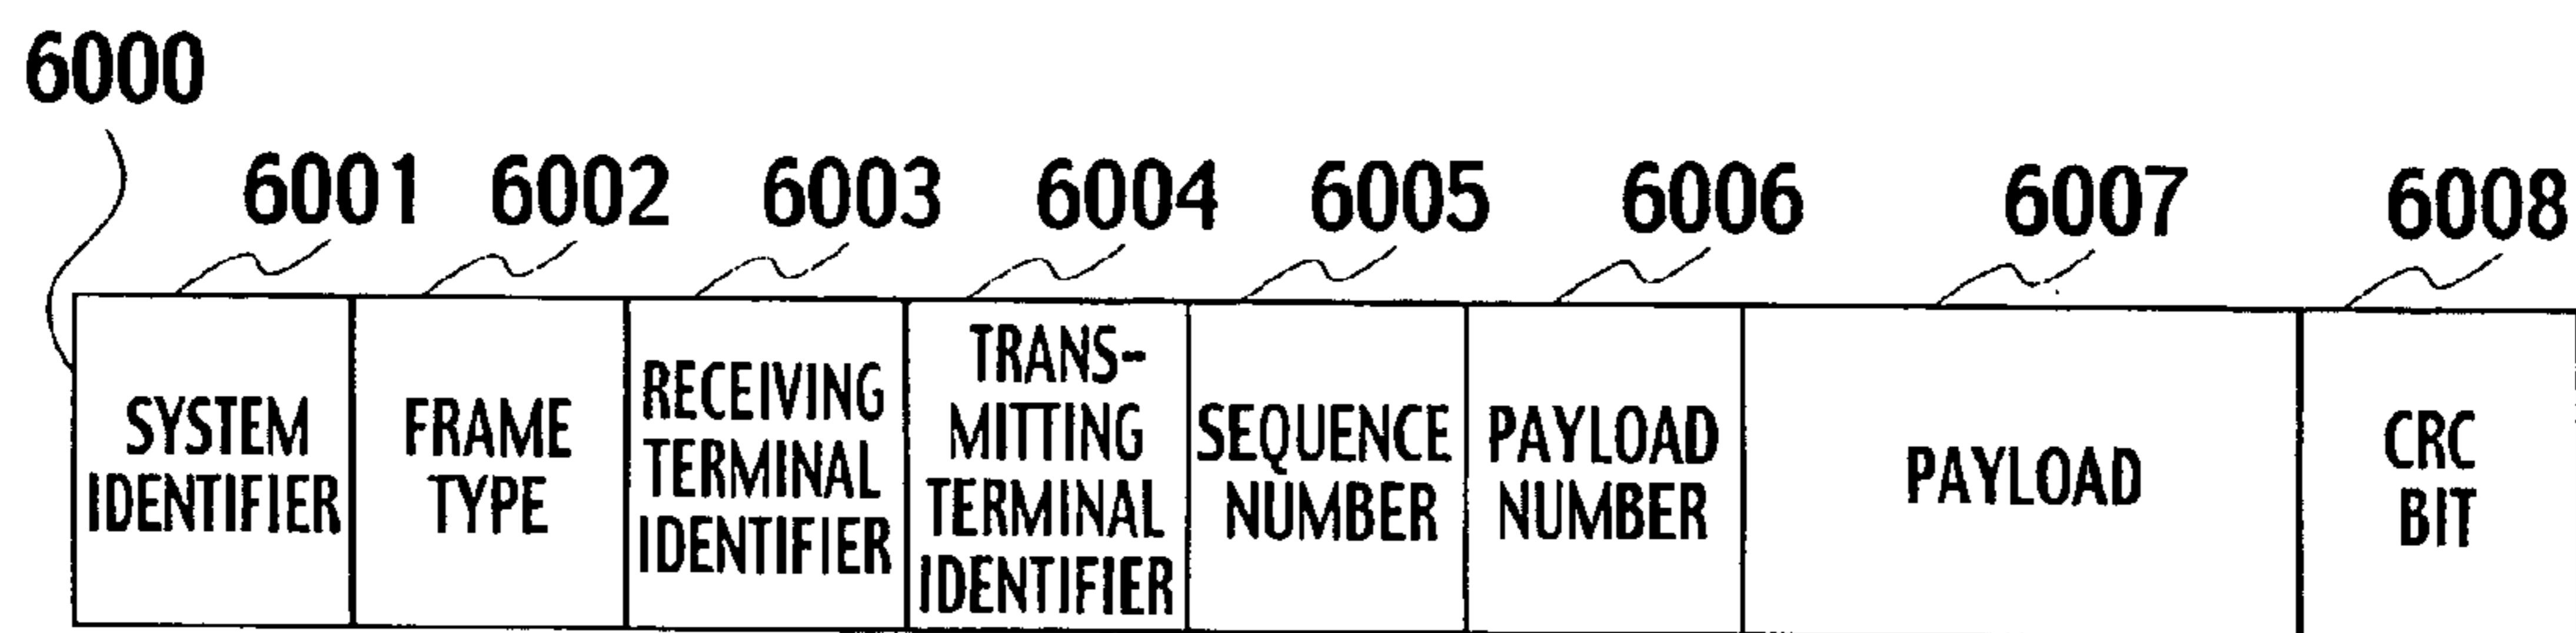 6000
6001 6002 6003 6004 6005 6006 6007 6008
SYSTEM
IDENTIFIER
FRAME
TYPE
RECEIVING
TERMINAL
IDENTIFIER
TRANS-
MITTING
TERMINAL
IDENTIFIER
SEQUENCE
NUMBER
PAYLOAD
NUMBER
PAYLOAD
CRC
BIT